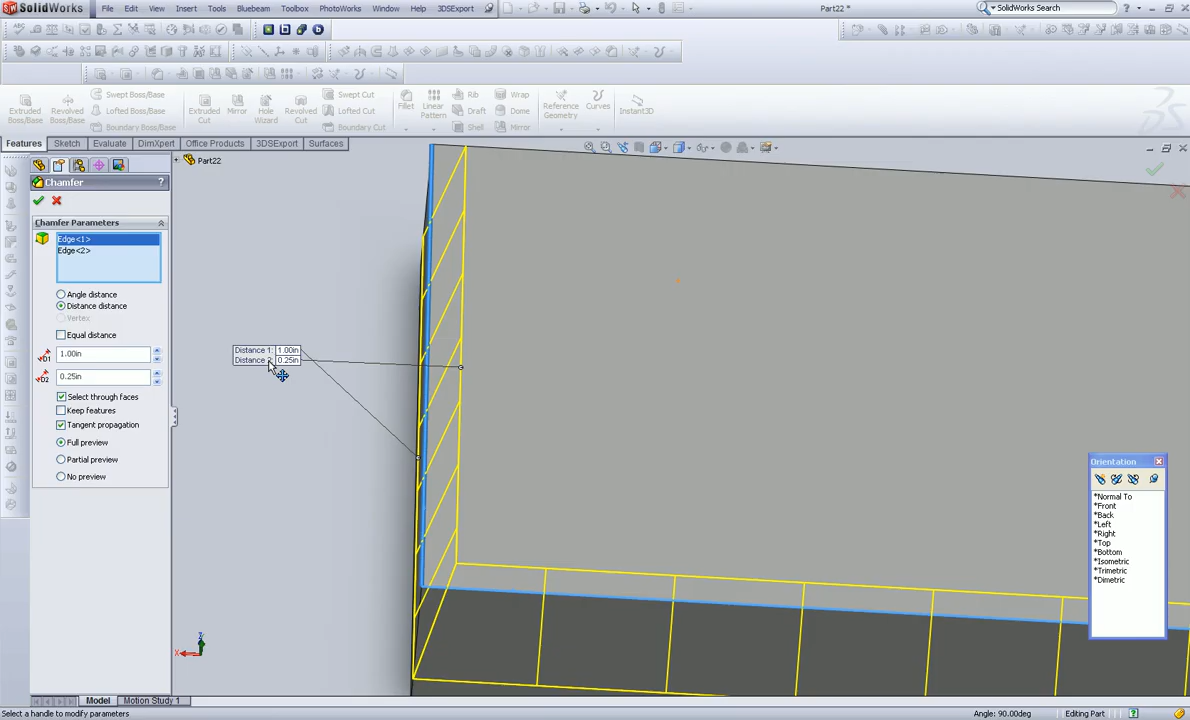 SolidWorks File Edit View Insert Tools Toolbox Bluebeam PhotoWorks Window Help 3DSExport Part22 * SolidWorks Search
Extruded Boss/Base
Revolved Boss/Base
Swept Boss/Base
Lofted Boss/Base
Boundary Boss/Base
Extruded Cut
Mirror
Hole Wizard
Revolved Cut
Swept Cut
Lofted Cut
Boundary Cut
Fillet
Linear Pattern
Rib
Draft
Shell
Wrap
Dome
Mirror
Reference Geometry
Curves
Instant3D
Features Sketch Evaluate DimXpert Office Products 3DSExport Surfaces
Part22
Chamfer ?
Chamfer Parameters
Edge<1>
Edge<2>
Angle distance
Distance distance
Vertex
Equal distance
D1 1.00in
D2 0.25in
Select through faces
Keep features
Tangent propagation
Full preview
Partial preview
No preview
Distance 1: 1.00in
Distance 2: 0.25in
Orientation
*Normal To
*Front
*Back
*Left
*Right
*Top
*Bottom
*Isometric
*Trimetric
*Dimetric
Z
X
Model Motion Study 1
Select a handle to modify parameters Angle: 90.00deg Editing Part